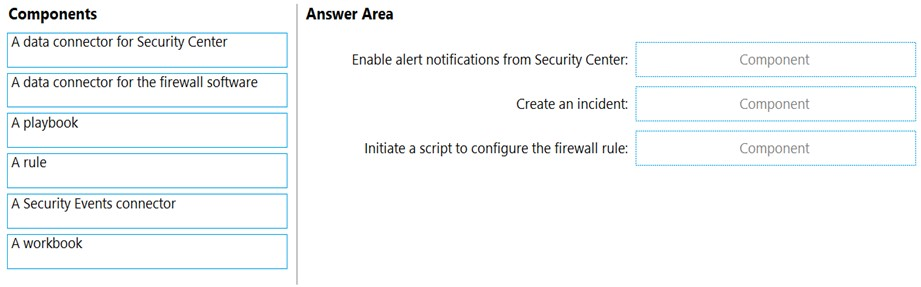 Components
A data connector for Security Center
A data connector for the firewall software
A playbook
A rule
A Security Events connector
A workbook
Answer Area
Enable alert notifications from Security Center: Component
Create an incident: Component
Initiate a script to configure the firewall rule: Component